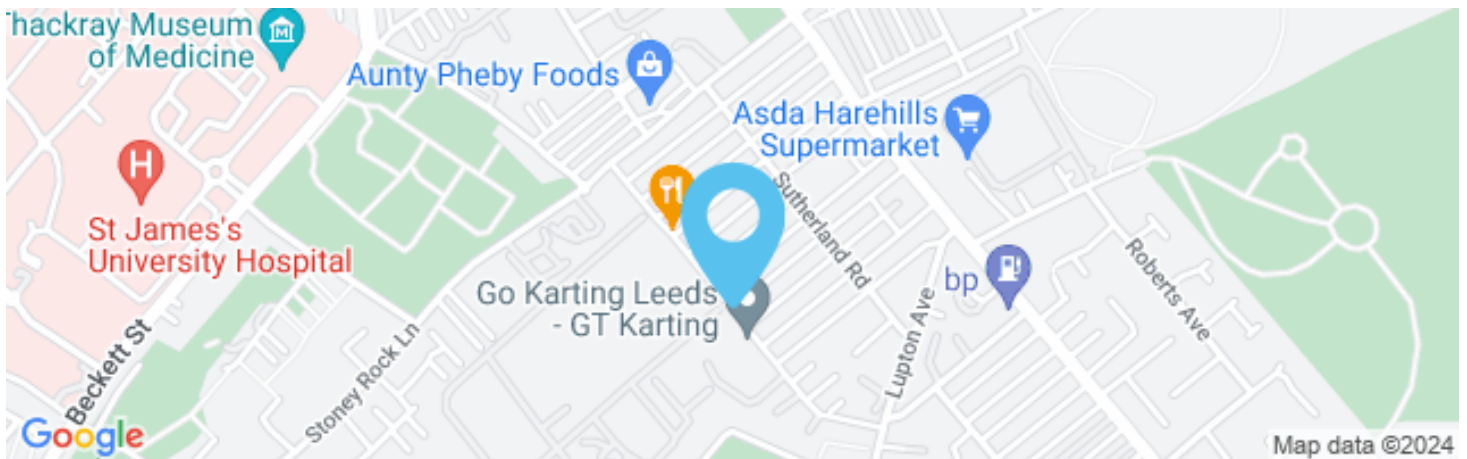 Thackray Museum
of Medicine
Aunty Pheby Foods
Asda Harehills
Supermarket
H
St James's
University Hospital
Sutherland Rd
Go Karting Leeds
- GT Karting
bp
Lupton Ave
Roberts Ave
Stoney Rock Ln
Beckett St
Google
Map data ©2024